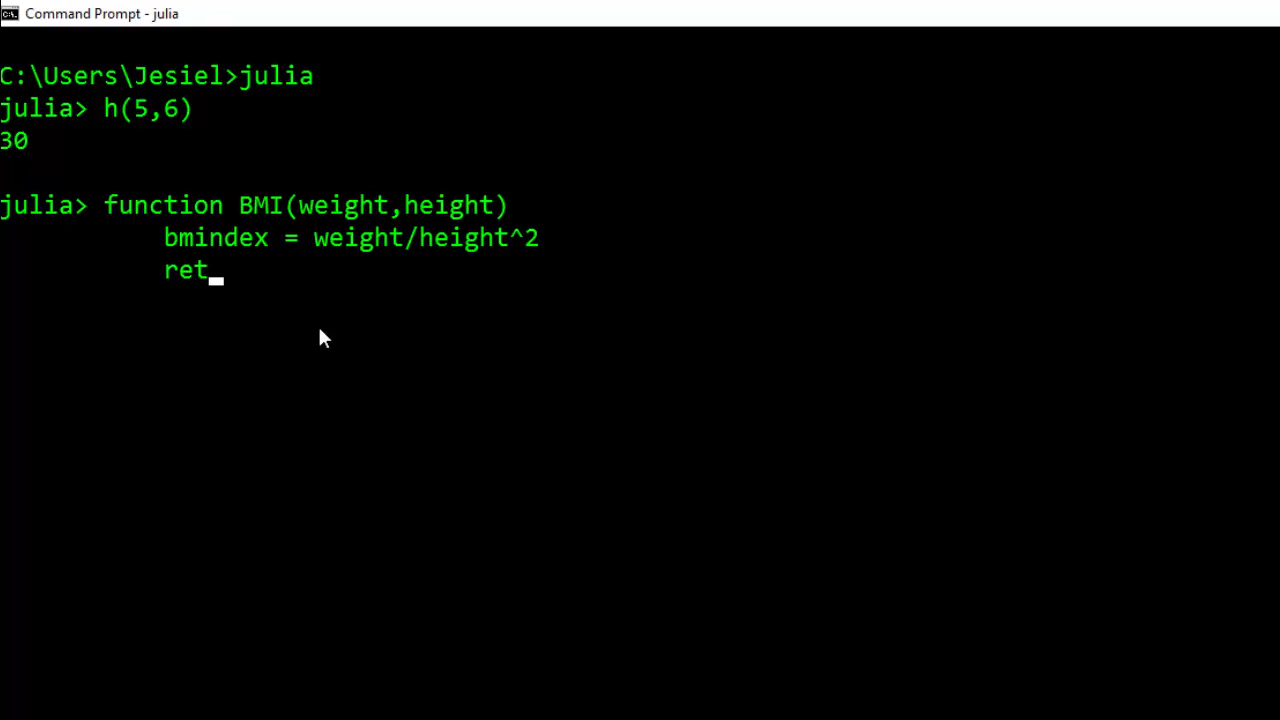 Command Prompt - julia
C:\Users\Jesiel>julia
julia> h(5,6)
30
julia> function BMI(weight,height)
bmindex = weight/height^2
ret